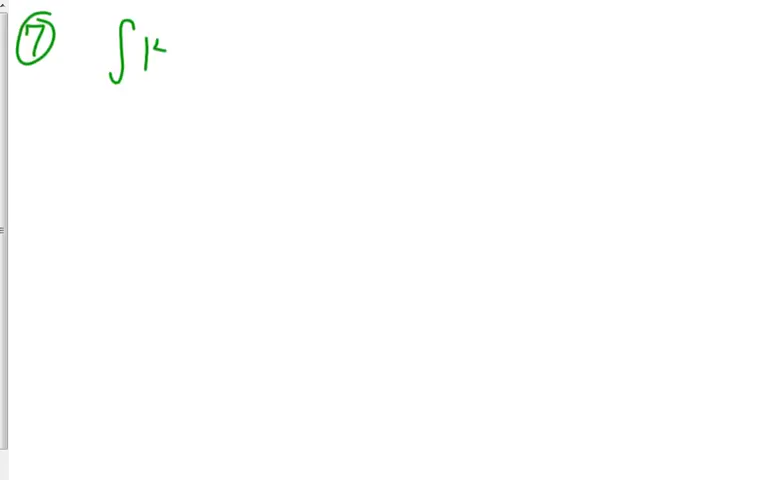 ⑦ ∫ k